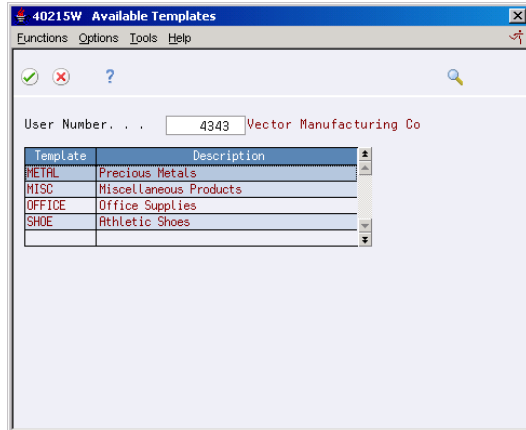 40215W Available Templates
Functions Options Tools Help
?
User Number. . . 4343 Vector Manufacturing Co
Template Description
METAL Precious Metals
MISC Miscellaneous Products
OFFICE Office Supplies
SHOE Athletic Shoes